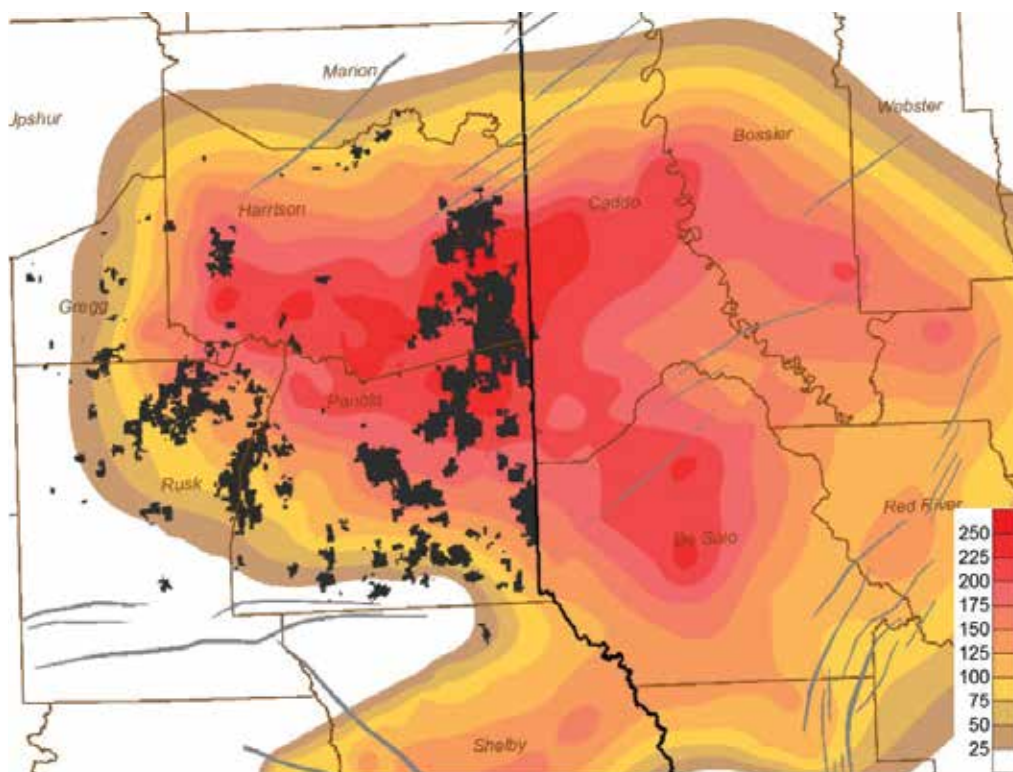 Marion
Upshur
Webster
Bossier
Harrison
Caddo
Gregg
Panola
Rusk
Red River
De Soto
Shelby
250
225
200
175
150
125
100
75
50
25